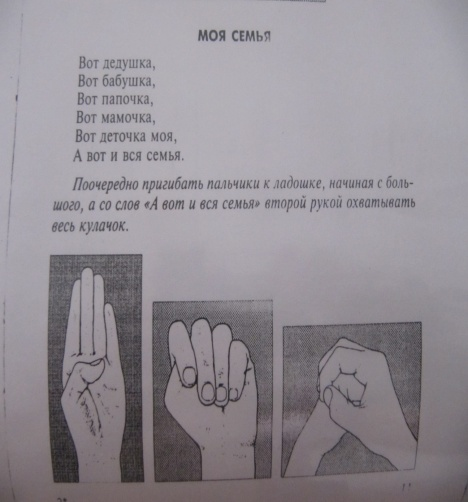 МОЯ СЕМЬЯ
Вот дедушка,
Вот бабушка,
Вот папочка,
Вот мамочка,
Вот деточка моя,
А вот и вся семья.
Поочередно пригибать пальчики к ладошке, начиная с боль-
шого, а со слов «А вот и вся семья» второй рукой охватывать
весь кулачок.